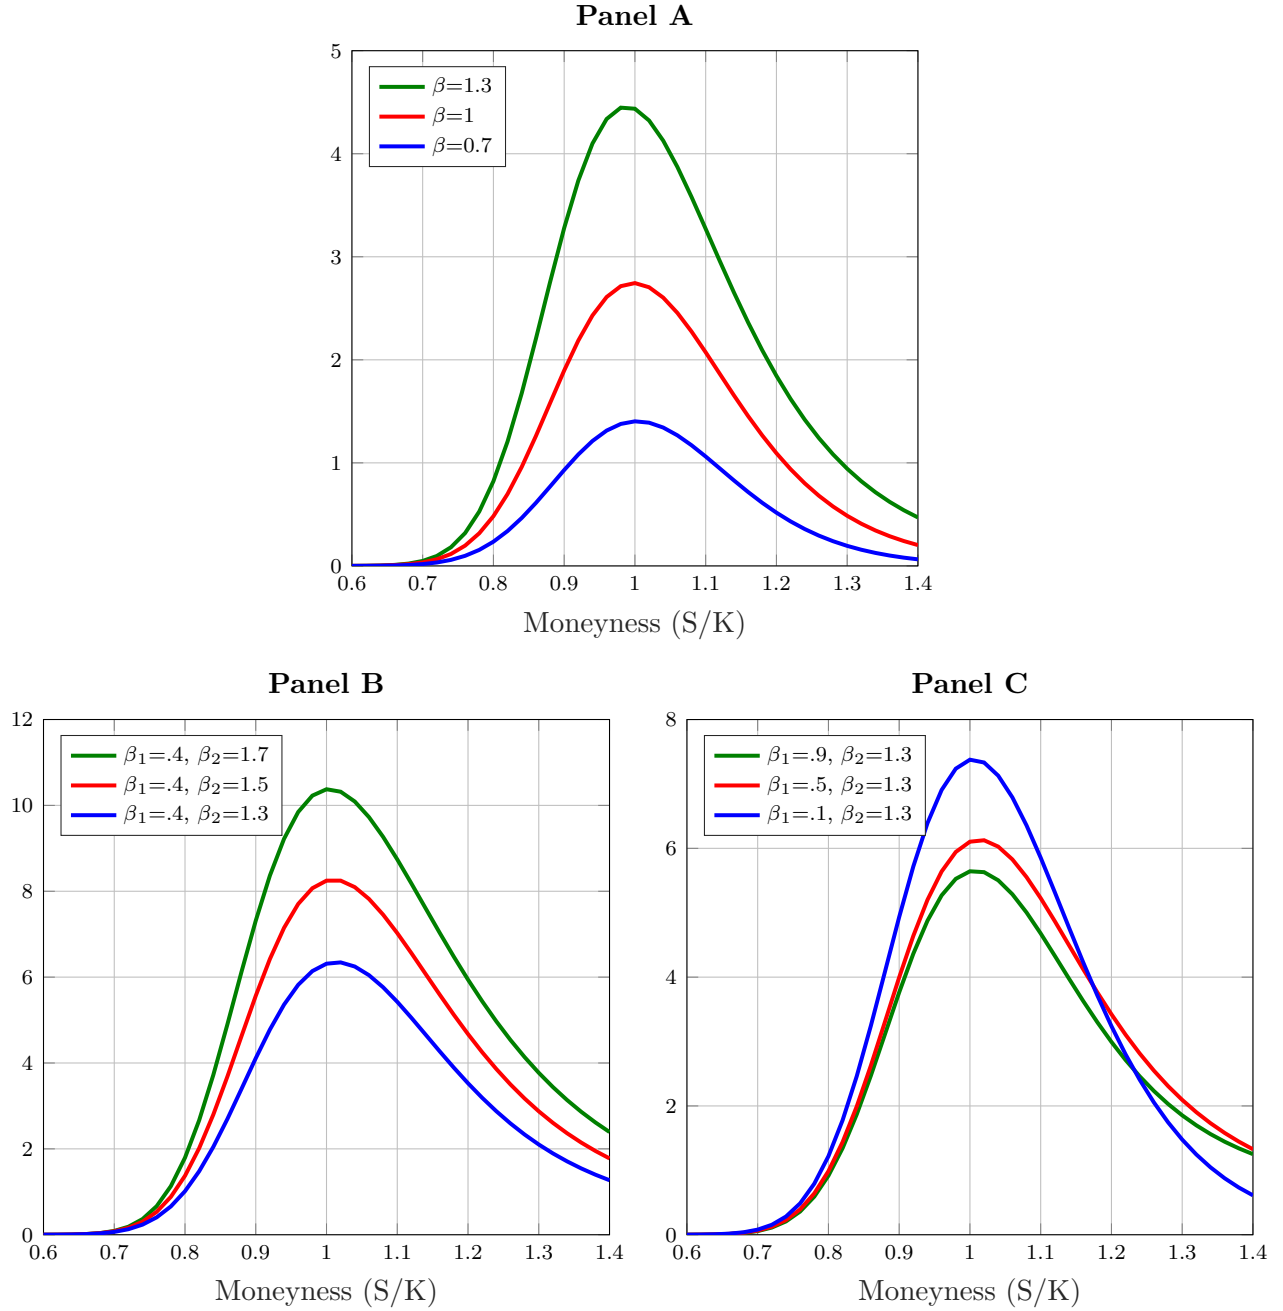 Panel A
5
4
3
2
1
0
β=1.3
β=1
β=0.7
0.6 0.7 0.8 0.9 1 1.1 1.2 1.3 1.4
Moneyness (S/K)
Panel B
12
10
8
6
4
2
0
β₁=.4, β₂=1.7
β₁=.4, β₂=1.5
β₁=.4, β₂=1.3
0.6 0.7 0.8 0.9 1 1.1 1.2 1.3 1.4
Moneyness (S/K)
Panel C
8
6
4
2
0
β₁=.9, β₂=1.3
β₁=.5, β₂=1.3
β₁=.1, β₂=1.3
0.6 0.7 0.8 0.9 1 1.1 1.2 1.3 1.4
Moneyness (S/K)